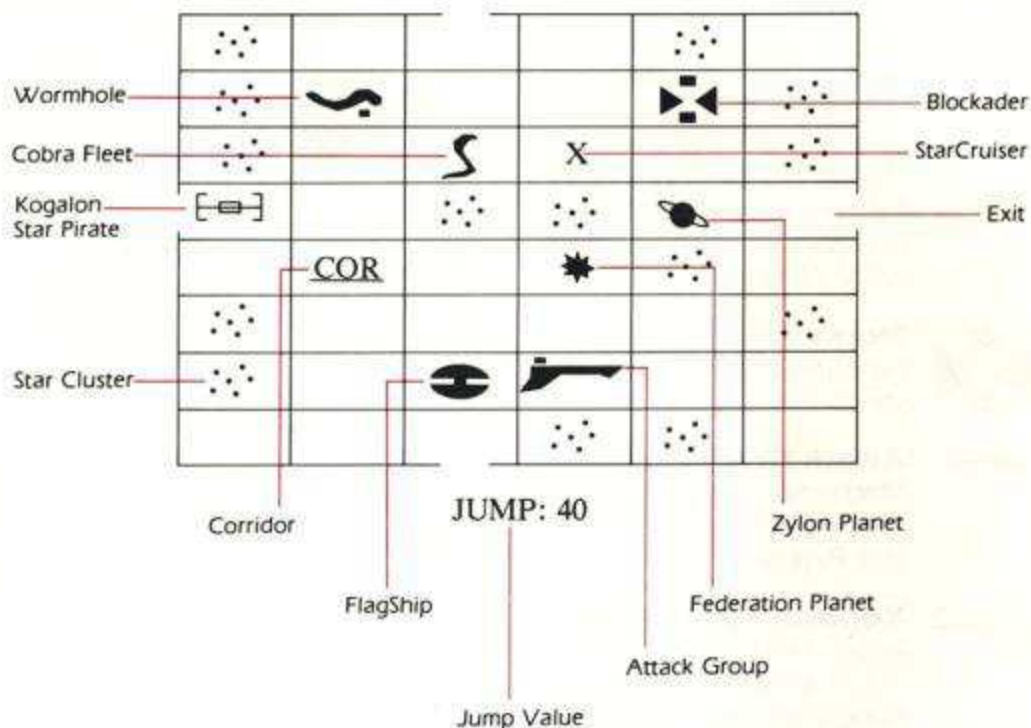 Wormhole
Blockader
Cobra Fleet
X
StarCruiser
Kogalon
Star Pirate
Exit
COR
Star Cluster
JUMP: 40
Corridor
Zylon Planet
FlagShip
Federation Planet
Attack Group
Jump Value